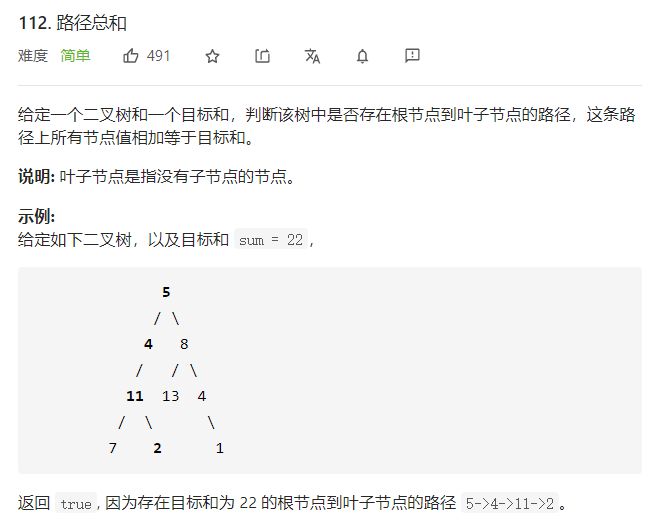 112. 路径总和
难度 简单 491
给定一个二叉树和一个目标和，判断该树中是否存在根节点到叶子节点的路径，这条路
径上所有节点值相加等于目标和。
说明: 叶子节点是指没有子节点的节点。
示例:
给定如下二叉树，以及目标和 sum = 22，
5
/ \
4 8
/ / \
11 13 4
/ \ \
7 2 1
返回 true, 因为存在目标和为 22 的根节点到叶子节点的路径 5->4->11->2。